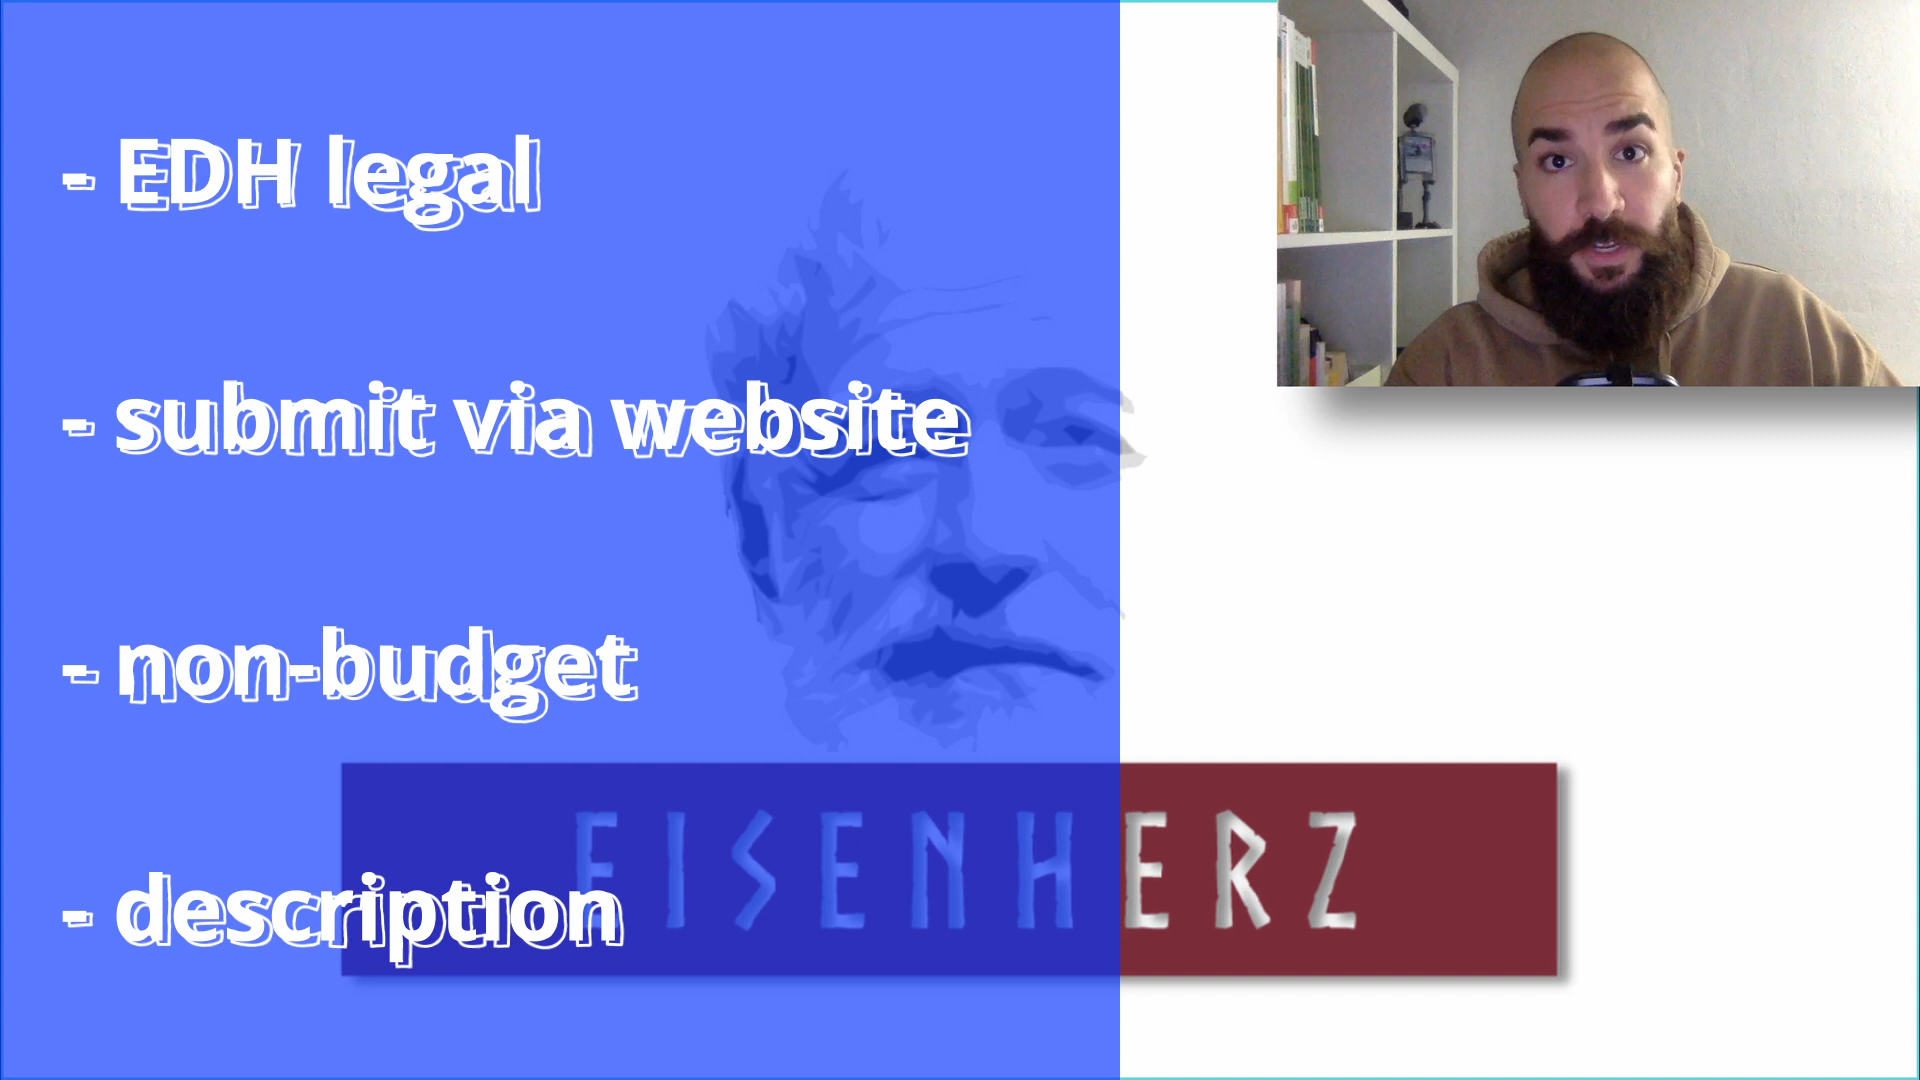 - EDH legal
- submit via website
- non-budget
- description
EISENHERZ